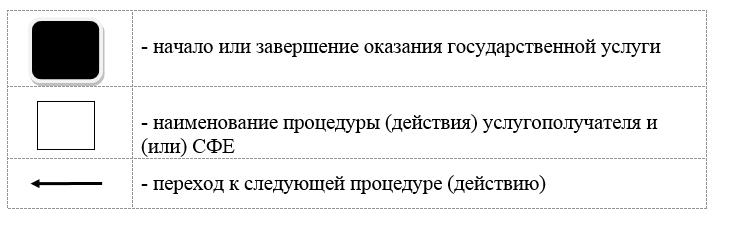 - начало или завершение оказания государственной услуги
- наименование процедуры (действия) услугополучателя и
(или) СФЕ
- переход к следующей процедуре (действию)